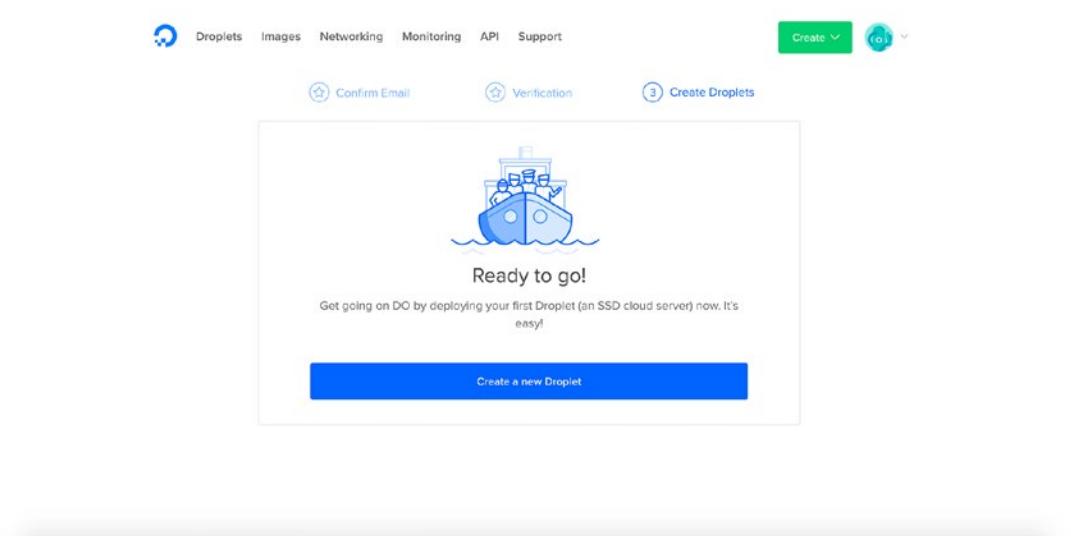 Droplets Images Networking Monitoring API Support Create
Confirm Email Verification 3 Create Droplets
Ready to go!
Get going on DO by deploying your first Droplet (an SSD cloud server) now. It's
easy!
Create a new Droplet